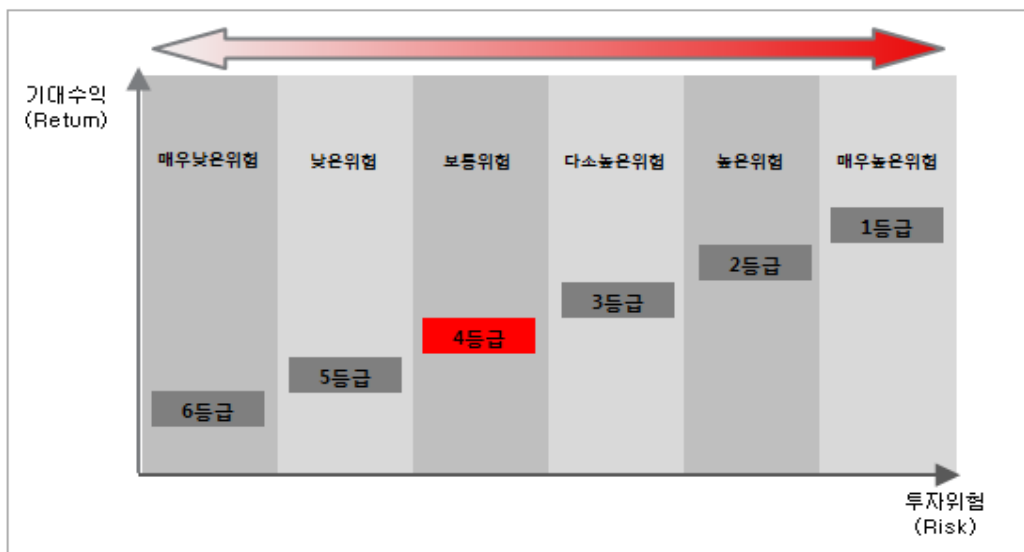 기대수익
(Return)
매우낮은위험
낮은위험
보통위험
다소높은위험
높은위험
매우높은위험
1등급
2등급
3등급
4등급
5등급
6등급
투자위험
(Risk)